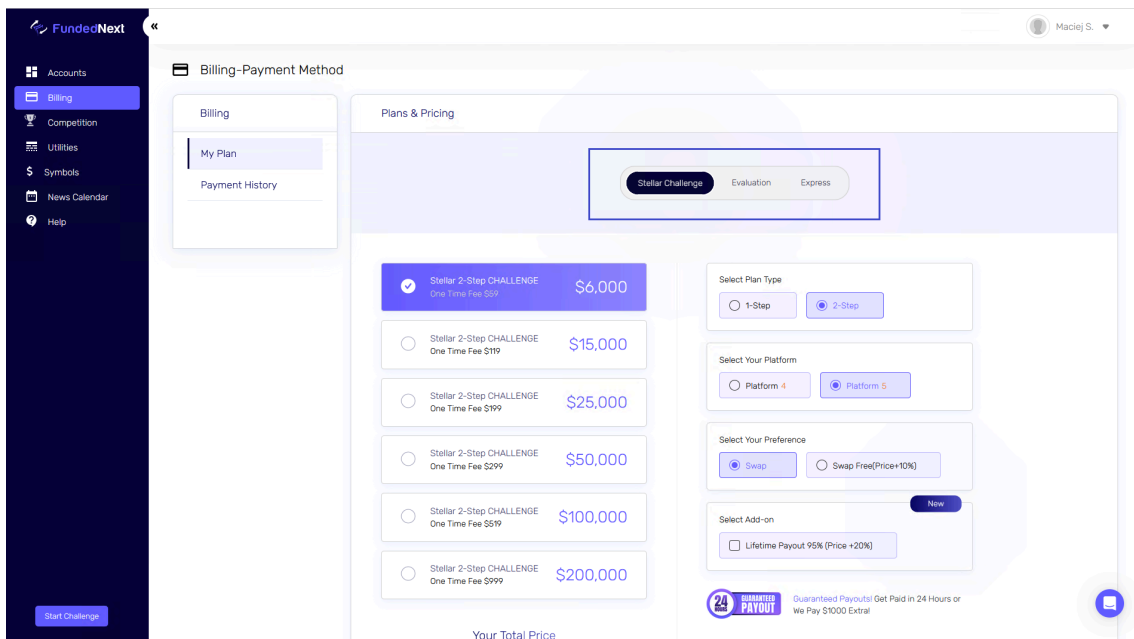 FundedNext
«
Maciej S.
Accounts
Billing
Competition
Utilities
$ Symbols
News Calendar
Help
Start Challenge
Billing-Payment Method
Billing
My Plan
Payment History
Plans & Pricing
Stellar Challenge Evaluation Express
Stellar 2-Step CHALLENGE
One Time Fee $59
$6,000
Stellar 2-Step CHALLENGE
One Time Fee $119
$15,000
Stellar 2-Step CHALLENGE
One Time Fee $199
$25,000
Stellar 2-Step CHALLENGE
One Time Fee $299
$50,000
Stellar 2-Step CHALLENGE
One Time Fee $519
$100,000
Stellar 2-Step CHALLENGE
One Time Fee $999
$200,000
Your Total Price
Select Plan Type
1-Step 2-Step
Select Your Platform
Platform 4 Platform 5
Select Your Preference
Swap Swap Free(Price+10%)
New
Select Add-on
Lifetime Payout 95% (Price +20%)
24 HOURS GUARANTEED PAYOUT
Guaranteed Payouts! Get Paid in 24 Hours or
We Pay $1000 Extra!